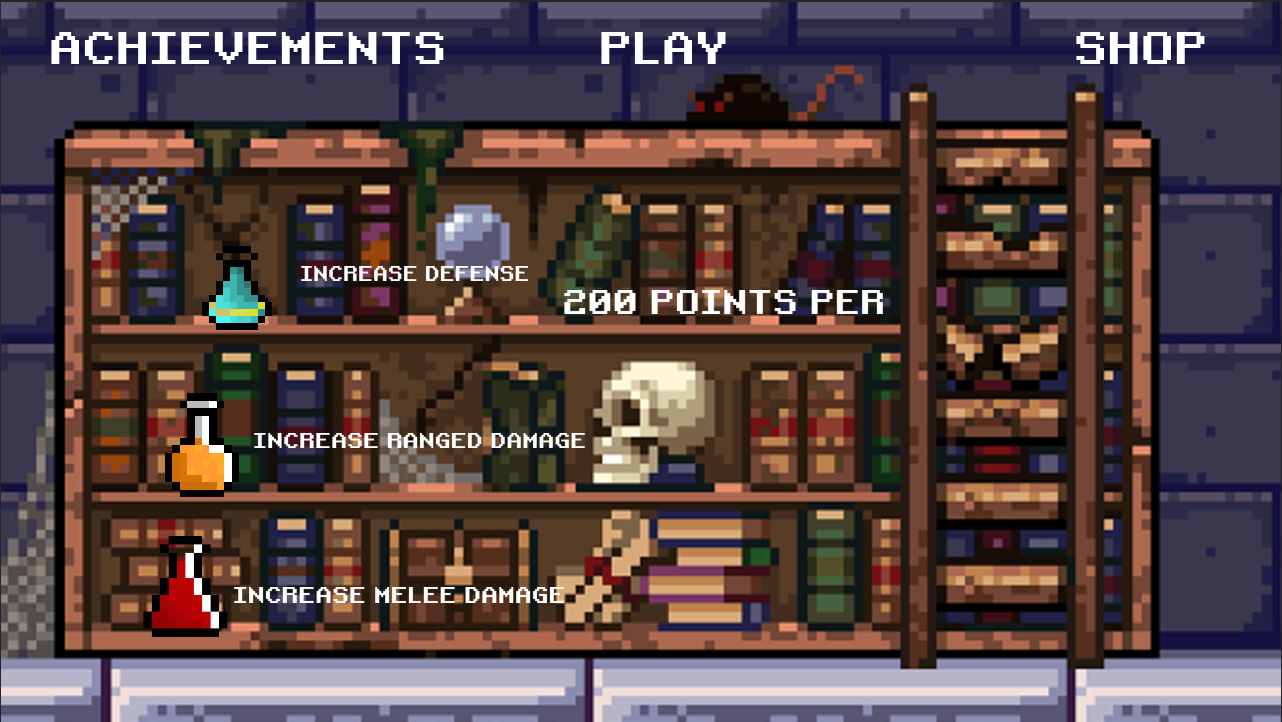 ACHIEVEMENTS
PLAY
SHOP
INCREASE DEFENSE
200 POINTS PER
INCREASE RANGED DAMAGE
INCREASE MELEE DAMAGE